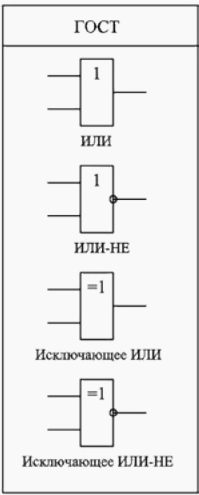 ГОСТ
1
ИЛИ
1
ИЛИ-НЕ
=1
Исключающее ИЛИ
=1
Исключающее ИЛИ-НЕ